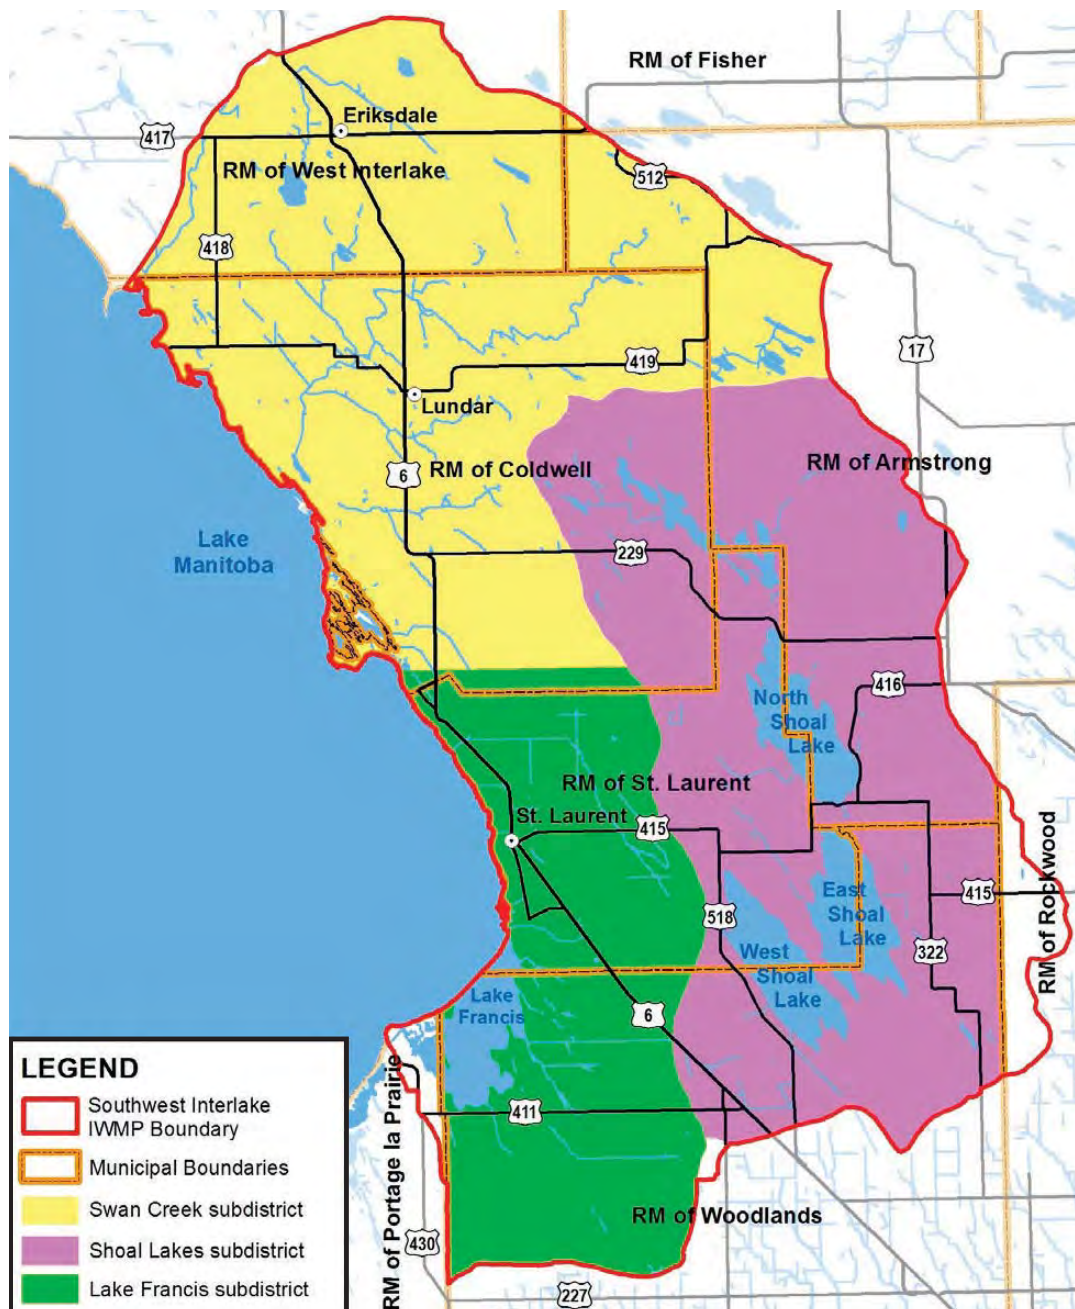 RM of Fisher
Eriksdale
417
RM of West Interlake
512
418
17
419
Lundar
RM of Armstrong
RM of Coldwell
6
Lake
Manitoba
229
416
North
Shoal
Lake
RM of St. Laurent
St. Laurent
415
East
Shoal
Lake
415
518
322
West
Shoal
Lake
RM of Rockwood
Lake
Francis
6
411
RM of Portage la Prairie
RM of Woodlands
430
227
LEGEND
Southwest Interlake
IWMP Boundary
Municipal Boundaries
Swan Creek subdistrict
Shoal Lakes subdistrict
Lake Francis subdistrict